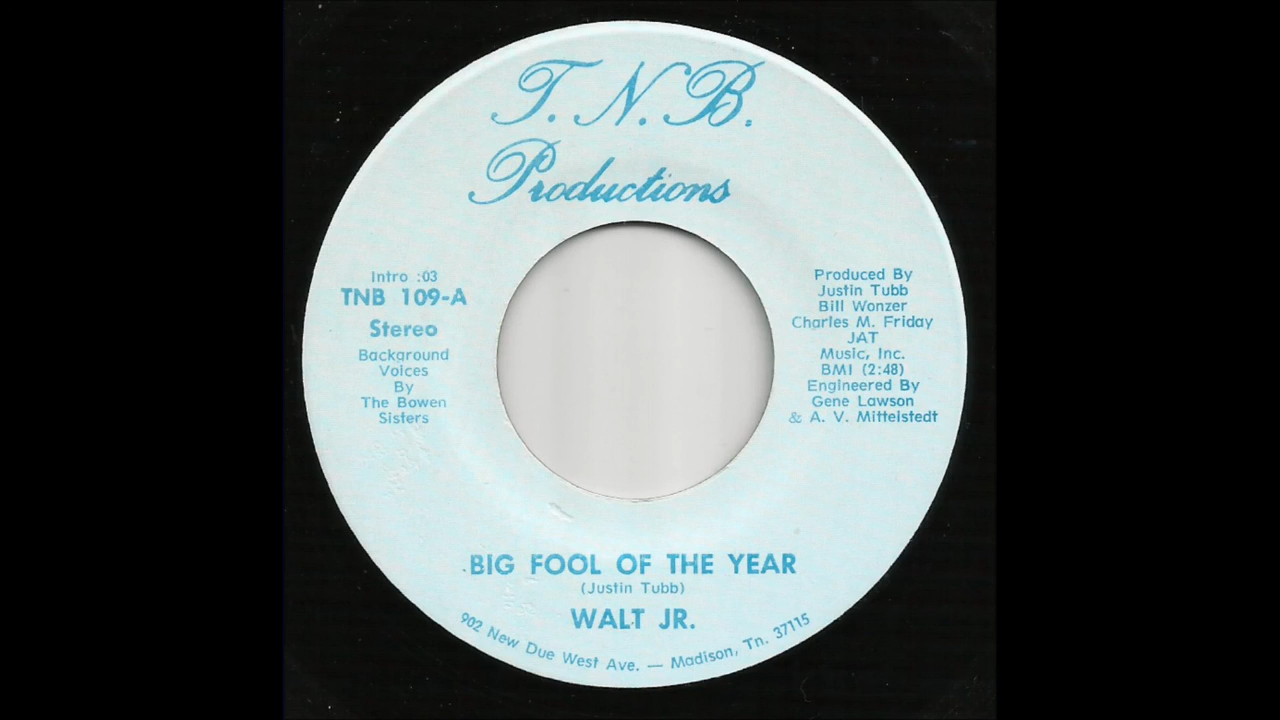 T. N. B.
Productions
Intro :03
TNB 109-A
Stereo
Background
Voices
By
The Bowen
Sisters
Produced By
Justin Tubb
Bill Wonzer
Charles M. Friday
JAT
Music, Inc.
BMI (2:48)
Engineered By
Gene Lawson
& A. V. Mittelstedt
BIG FOOL OF THE YEAR
(Justin Tubb)
WALT JR.
902 New Due West Ave. — Madison, Tn. 37115